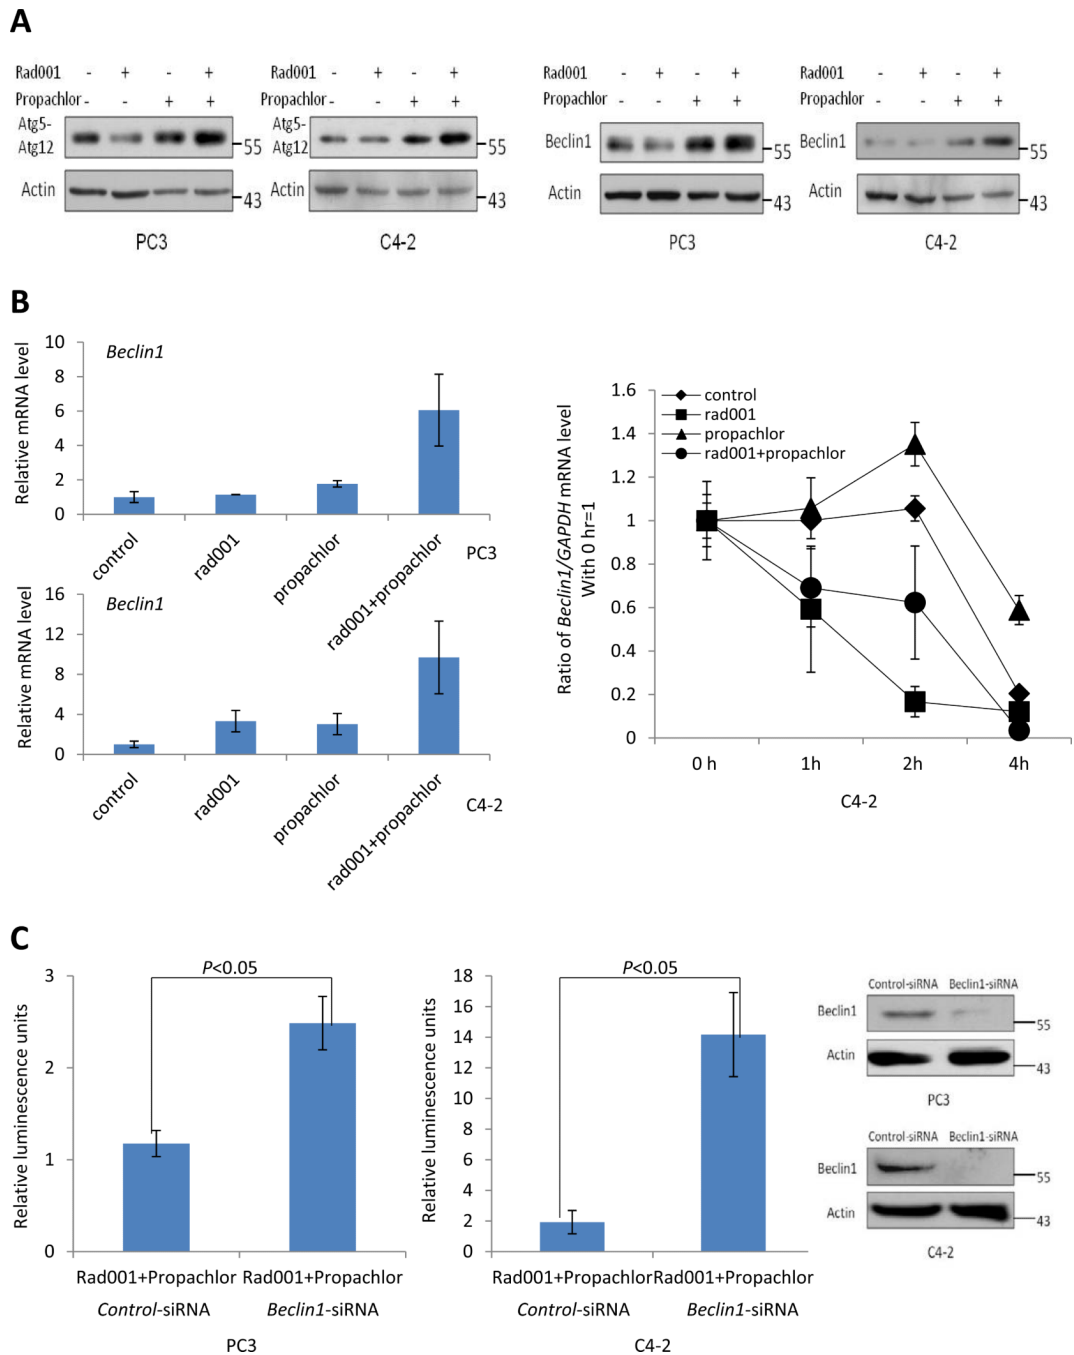 A
Rad001 - + - +
Propachlor - - + +
Atg5-
Atg12
55
Actin
43
PC3
Rad001 - + - +
Propachlor - - + +
Atg5-
Atg12
55
Actin
43
C4-2
Rad001 - + - +
Propachlor - - + +
Beclin1
55
Actin
43
PC3
Rad001 - + - +
Propachlor - - + +
Beclin1
55
Actin
43
C4-2
B
Relative mRNA level
10
8
6
4
2
0
Beclin1
control
rad001
propachlor
rad001+propachlor
PC3
Relative mRNA level
16
12
8
4
0
Beclin1
control
rad001
propachlor
rad001+propachlor
C4-2
Ratio of Beclin1/GAPDH mRNA level
With 0 hr=1
1.6
1.4
1.2
1
0.8
0.6
0.4
0.2
0
control
rad001
propachlor
rad001+propachlor
0 h 1h 2h 4h
C4-2
C
Relative luminescence units
3
2
1
0
P<0.05
Rad001+Propachlor Rad001+Propachlor
Control-siRNA Beclin1-siRNA
PC3
Relative luminescence units
18
16
14
12
10
8
6
4
2
0
P<0.05
Rad001+Propachlor Rad001+Propachlor
Control-siRNA Beclin1-siRNA
C4-2
Control-siRNA Beclin1-siRNA
Beclin1
55
Actin
43
PC3
Control-siRNA Beclin1-siRNA
Beclin1
55
Actin
43
C4-2